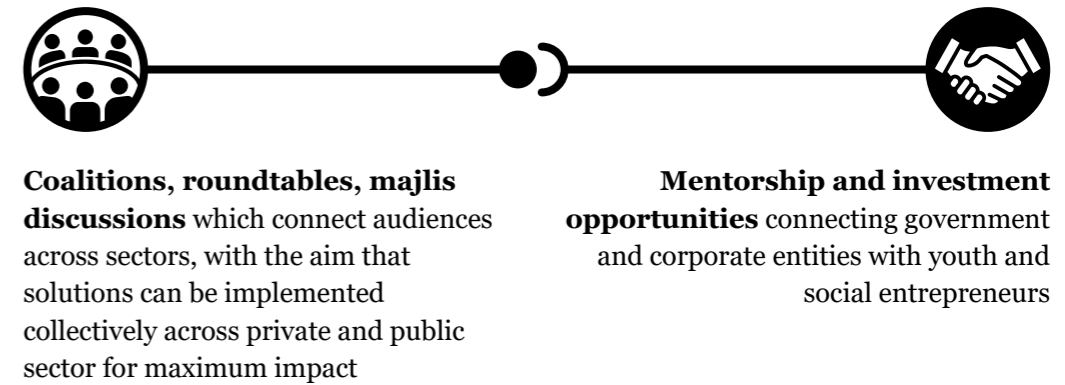 Coalitions, roundtables, majlis
discussions which connect audiences
across sectors, with the aim that
solutions can be implemented
collectively across private and public
sector for maximum impact
Mentorship and investment
opportunities connecting government
and corporate entities with youth and
social entrepreneurs